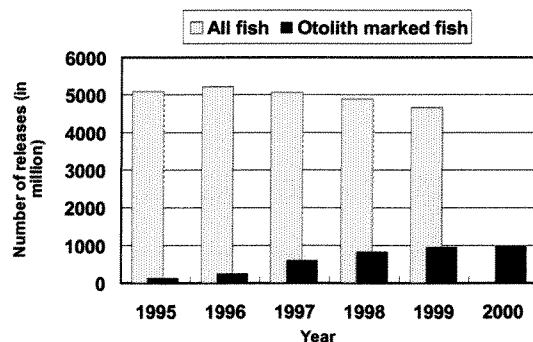 All fish Otolith marked fish
6000
5000
4000
3000
2000
1000
0
Number of releases (in
million)
1995 1996 1997 1998 1999 2000
Year